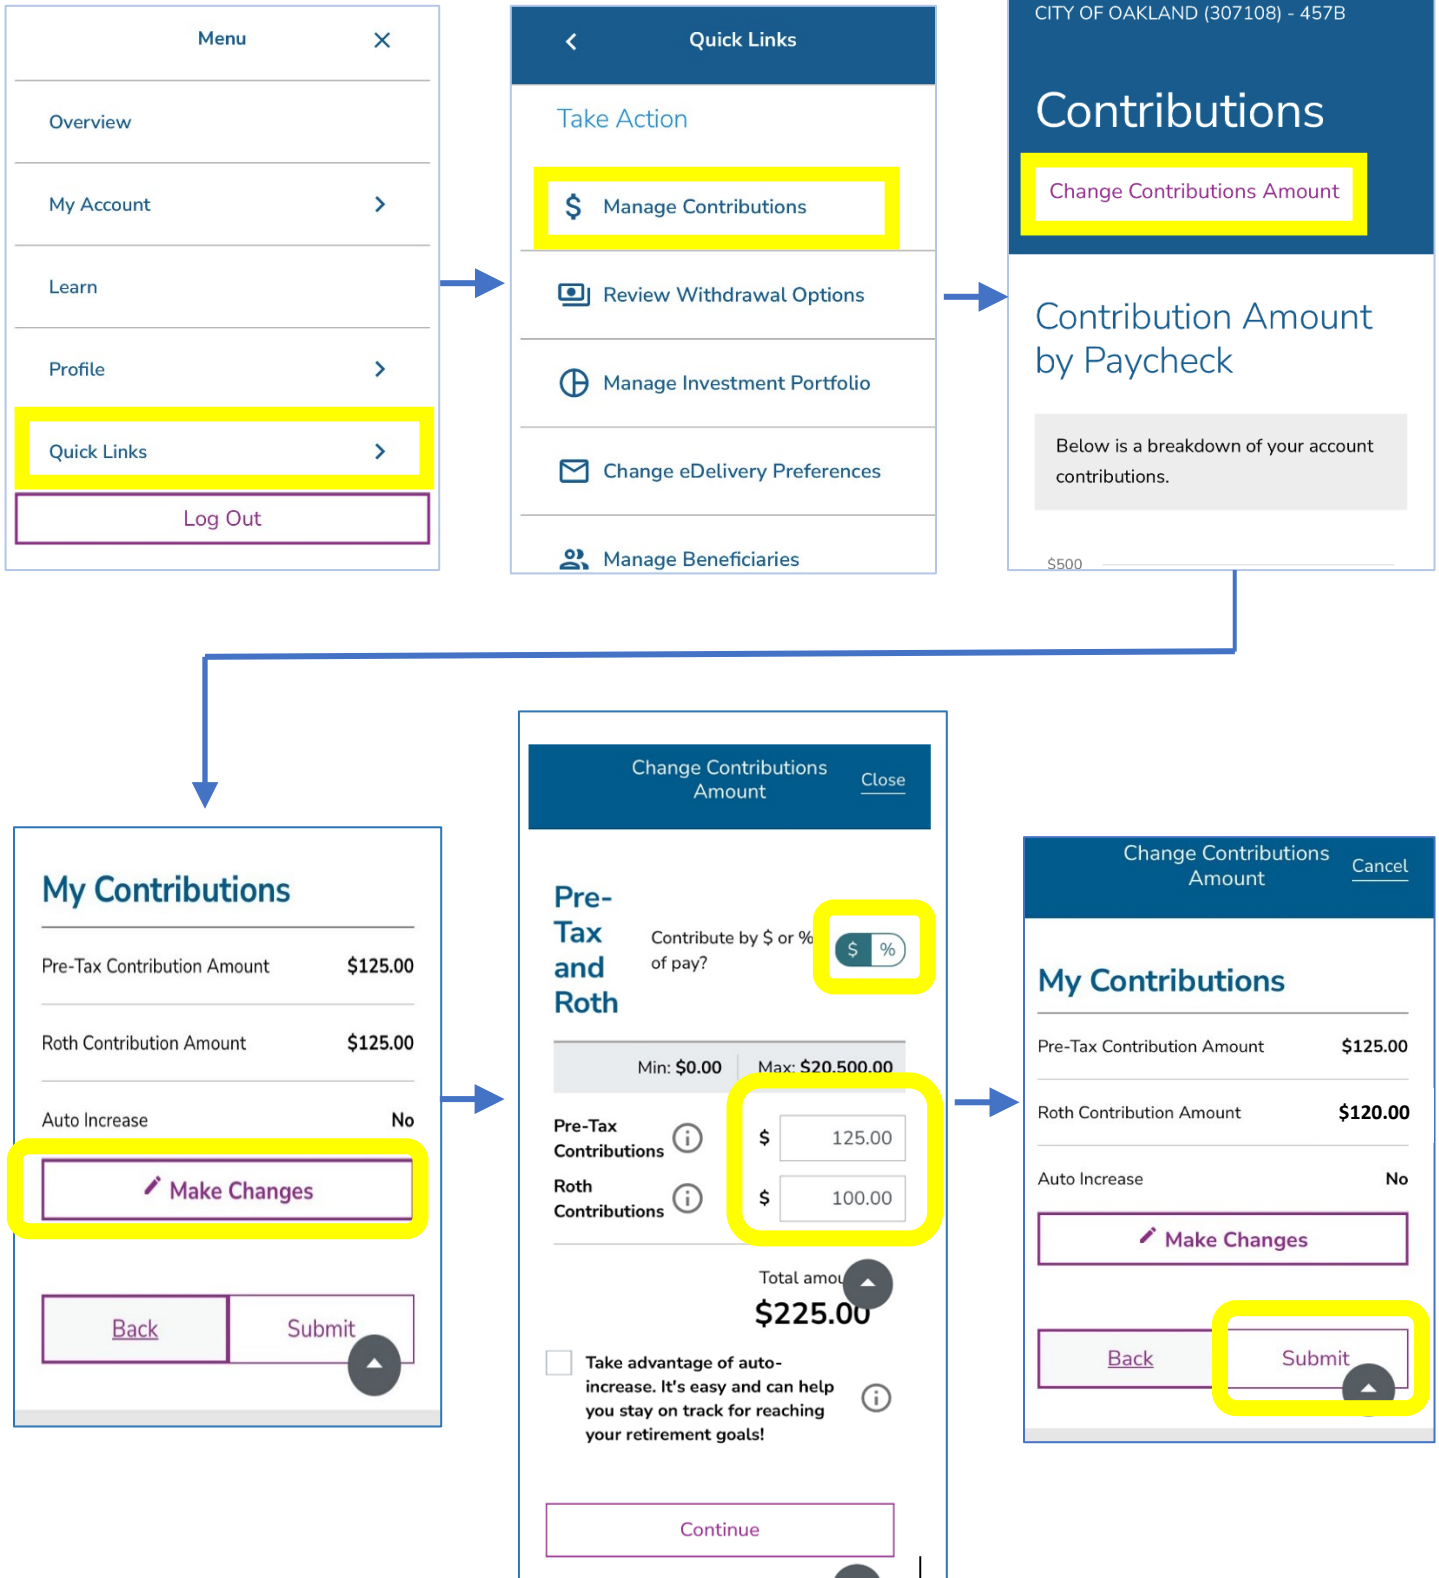 Menu
Overview
My Account
Learn
Profile
Quick Links
Log Out
Quick Links
Take Action
$ Manage Contributions
Review Withdrawal Options
Manage Investment Portfolio
Change eDelivery Preferences
Manage Beneficiaries
CITY OF OAKLAND (307108) - 457B
Contributions
Change Contributions Amount
Contribution Amount
by Paycheck
Below is a breakdown of your account
contributions.
$500
My Contributions
Pre-Tax Contribution Amount $125.00
Roth Contribution Amount $125.00
Auto Increase No
Make Changes
Back Submit
Change Contributions
Amount
Close
Pre-
Tax
and
Roth
Contribute by $ or %
of pay?
$ %
Min: $0.00 Max: $20,500.00
Pre-Tax
Contributions $ 125.00
Roth
Contributions $ 100.00
Total amou
$225.00
Take advantage of auto-
increase. It's easy and can help
you stay on track for reaching
your retirement goals!
Continue
Change Contributions
Amount
Cancel
My Contributions
Pre-Tax Contribution Amount $125.00
Roth Contribution Amount $120.00
Auto Increase No
Make Changes
Back Submit